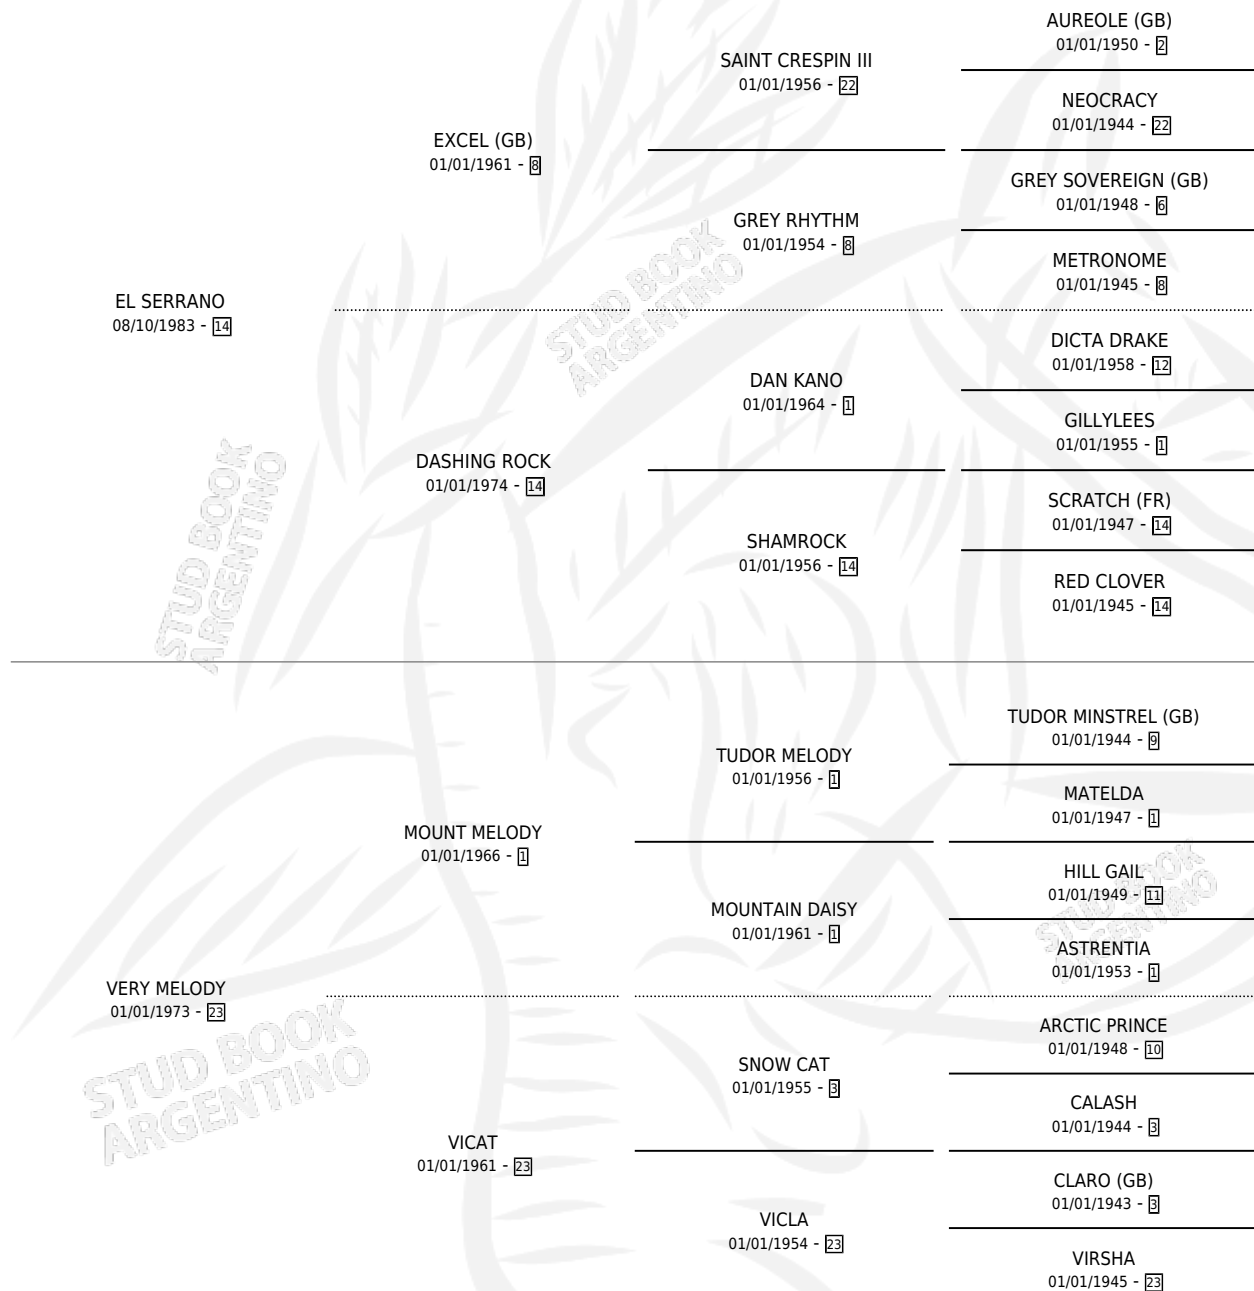 AUREOLE (GB)
01/01/1950 - 2
SAINT CRESPIN III
01/01/1956 - 22
NEOCRACY
01/01/1944 - 22
EXCEL (GB)
01/01/1961 - 8
GREY SOVEREIGN (GB)
01/01/1948 - 6
GREY RHYTHM
01/01/1954 - 8
METRONOME
01/01/1945 - 8
EL SERRANO
08/10/1983 - 14
STUD BOOK
ARGENTINO
DICTA DRAKE
01/01/1958 - 12
DAN KANO
01/01/1964 - 1
GILLYLEES
01/01/1955 - 1
DASHING ROCK
01/01/1974 - 14
SCRATCH (FR)
01/01/1947 - 14
SHAMROCK
01/01/1956 - 14
RED CLOVER
01/01/1945 - 14
STUD BOOK
ARGENTINO
TUDOR MINSTREL (GB)
01/01/1944 - 9
TUDOR MELODY
01/01/1956 - 1
MATELDA
01/01/1947 - 1
MOUNT MELODY
01/01/1966 - 1
HILL GAIL
01/01/1949 - 11
MOUNTAIN DAISY
01/01/1961 - 1
STUD BOOK
ARGENTINO
ASTRENTIA
01/01/1953 - 1
VERY MELODY
01/01/1973 - 23
STUD BOOK
ARGENTINO
ARCTIC PRINCE
01/01/1948 - 10
SNOW CAT
01/01/1955 - 3
CALASH
01/01/1944 - 3
VICAT
01/01/1961 - 23
CLARO (GB)
01/01/1943 - 3
VICLA
01/01/1954 - 23
VIRSHA
01/01/1945 - 23